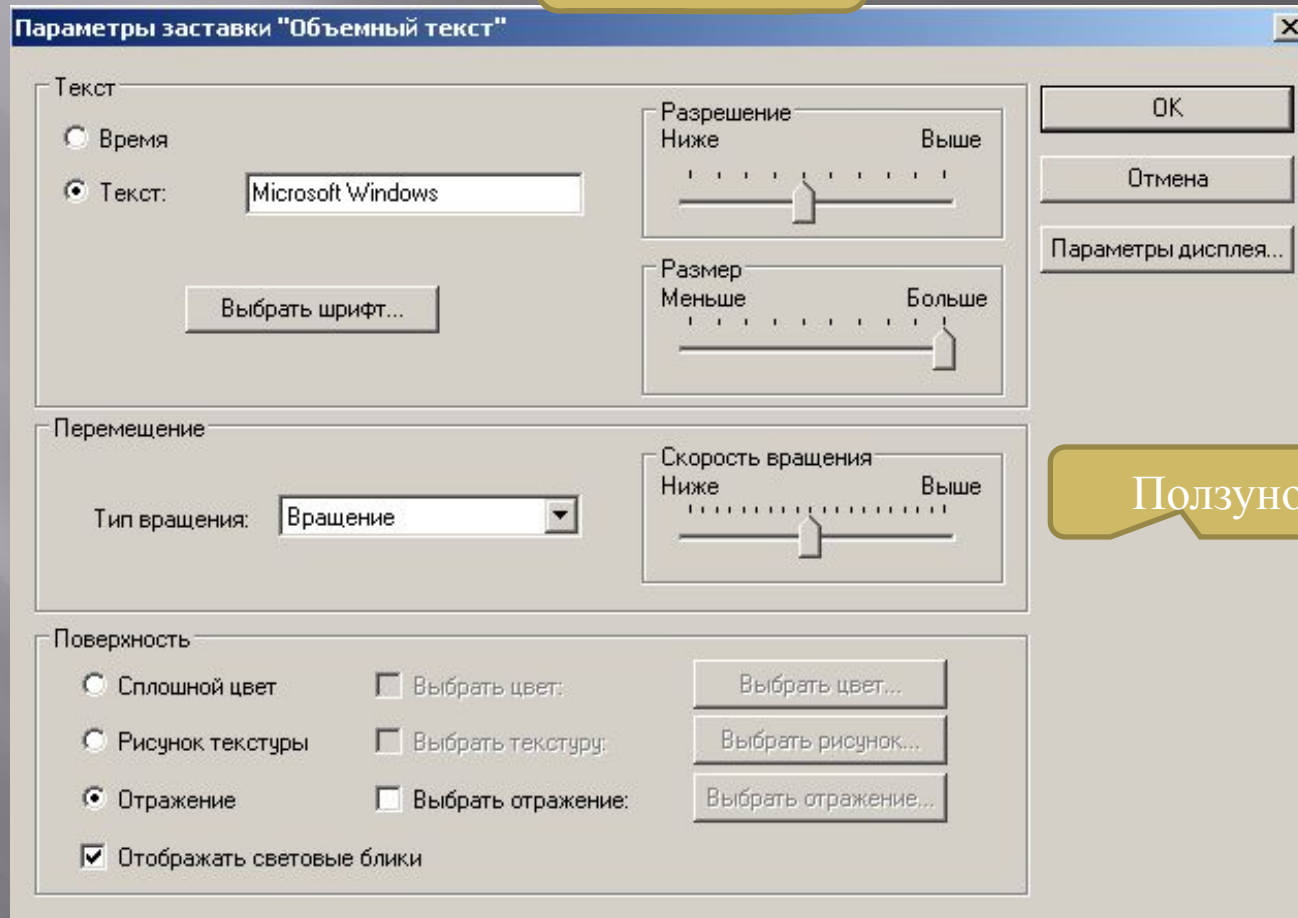 Параметры заставки "Объемный текст"
Текст
Время
Текст: Microsoft Windows
Выбрать шрифт...
Разрешение
Ниже Выше
Размер
Меньше Больше
OK
Отмена
Параметры дисплея...
Перемещение
Тип вращения: Вращение
Скорость вращения
Ниже Выше
Поверхность
Сплошной цвет Выбрать цвет: Выбрать цвет...
Рисунок текстуры Выбрать текстуру: Выбрать рисунок...
Отражение Выбрать отражение: Выбрать отражение...
Отображать световые блики